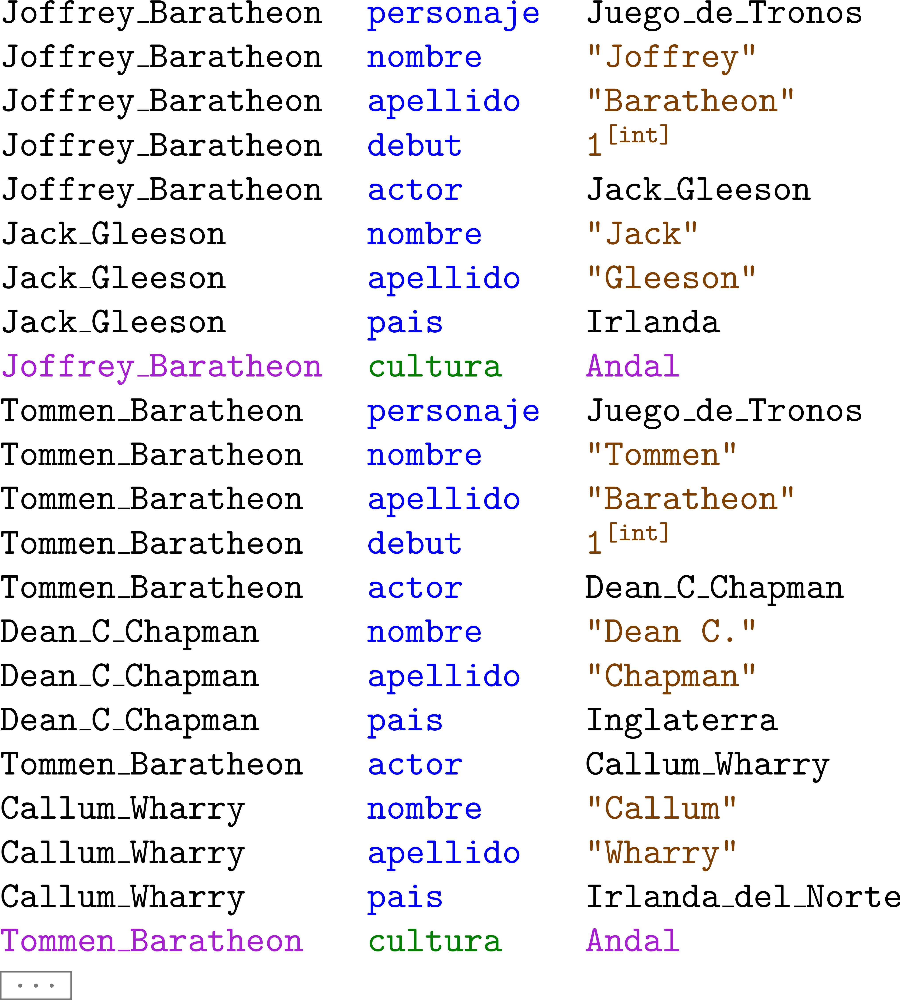 Joffrey_Baratheon personaje Juego_de_Tronos
Joffrey_Baratheon nombre "Joffrey"
Joffrey_Baratheon apellido "Baratheon"
Joffrey_Baratheon debut 1[int]
Joffrey_Baratheon actor Jack_Gleeson
Jack_Gleeson nombre "Jack"
Jack_Gleeson apellido "Gleeson"
Jack_Gleeson pais Irlanda
Joffrey_Baratheon cultura Andal
Tommen_Baratheon personaje Juego_de_Tronos
Tommen_Baratheon nombre "Tommen"
Tommen_Baratheon apellido "Baratheon"
Tommen_Baratheon debut 1[int]
Tommen_Baratheon actor Dean_C_Chapman
Dean_C_Chapman nombre "Dean C."
Dean_C_Chapman apellido "Chapman"
Dean_C_Chapman pais Inglaterra
Tommen_Baratheon actor Callum_Wharry
Callum_Wharry nombre "Callum"
Callum_Wharry apellido "Wharry"
Callum_Wharry pais Irlanda_del_Norte
Tommen_Baratheon cultura Andal
...